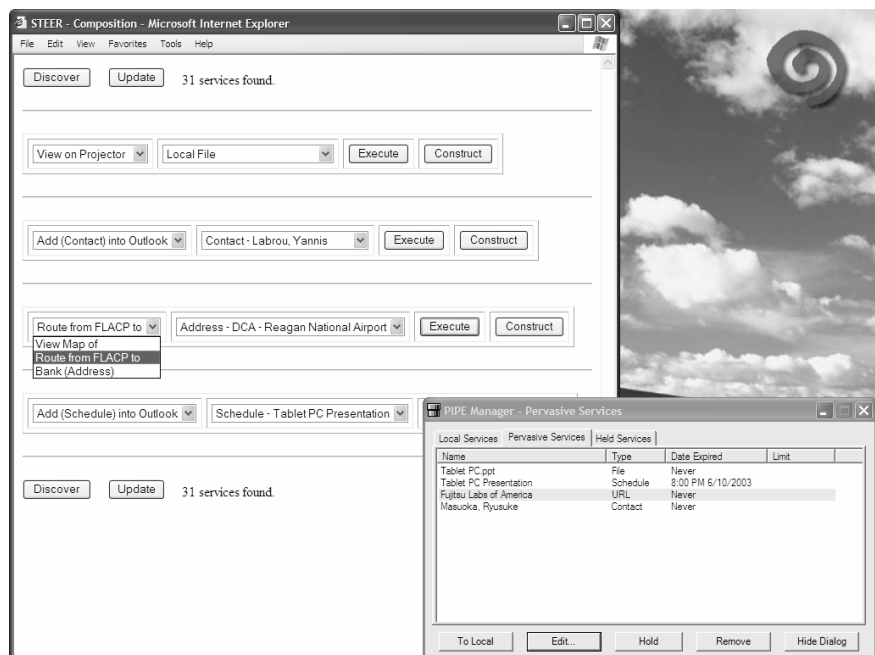 STEER - Composition - Microsoft Internet Explorer
File Edit View Favorites Tools Help
Discover Update 31 services found.
View on Projector Local File Execute Construct
Add (Contact) into Outlook Contact - Labrou, Yannis Execute Construct
Route from FLACP to Address - DCA - Reagan National Airport Execute Construct
View Map of
Route from FLACP to
Bank (Address)
Add (Schedule) into Outlook Schedule - Tablet PC Presentation
Discover Update 31 services found.
PIPE Manager - Pervasive Services
Local Services Pervasive Services Held Services
Name Type Date Expired Limit
Tablet PC.ppt File Never
Tablet PC Presentation Schedule 8:00 PM 6/10/2003
Fujitsu Labs of America URL Never
Masuoka, Ryusuke Contact Never
To Local Edit... Hold Remove Hide Dialog